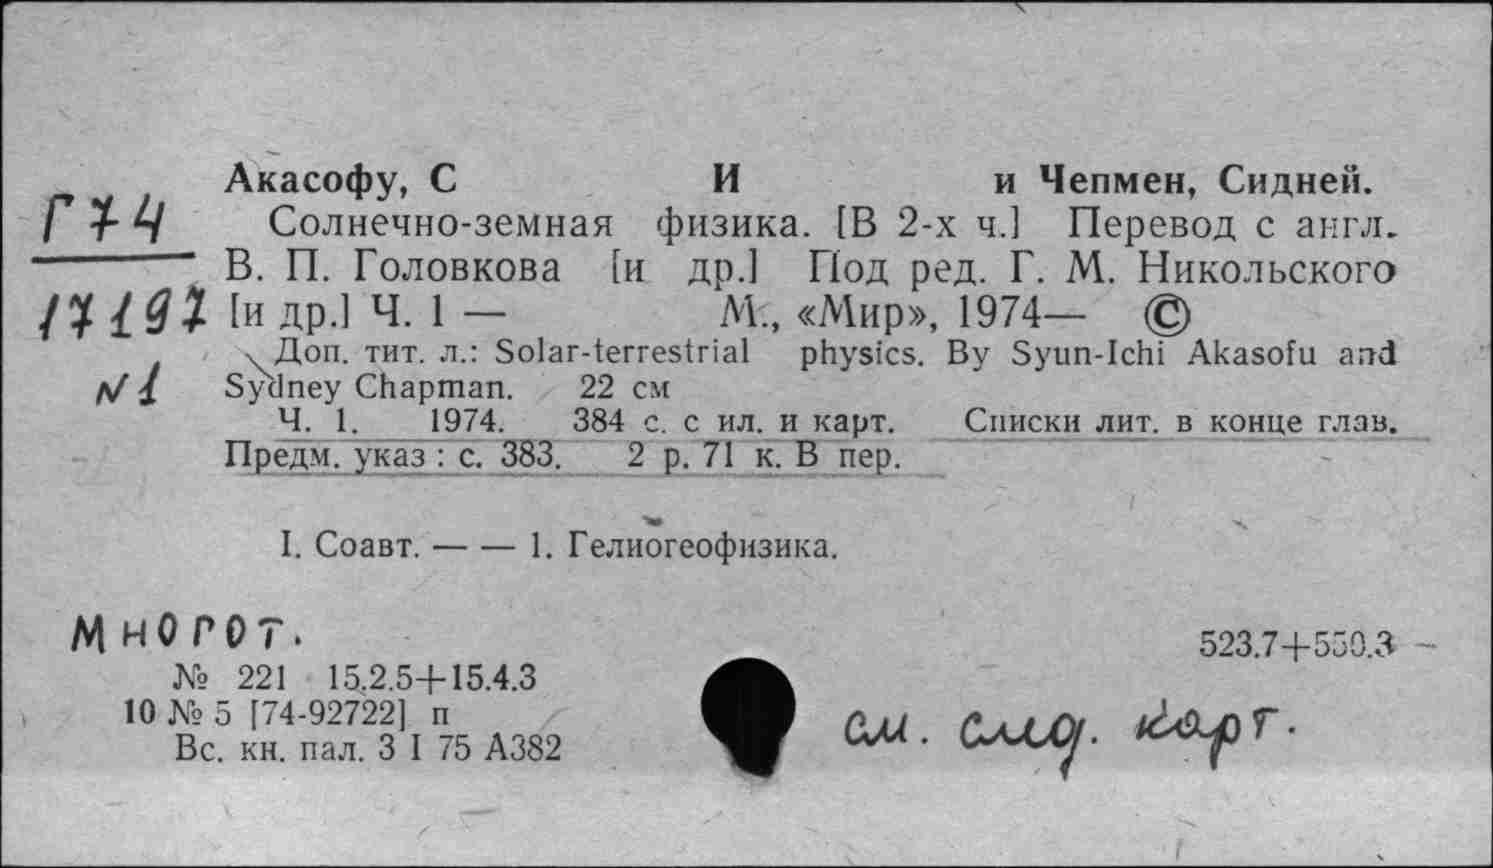 Акасофу, С И и Чепмен, Сидней.
Г74
Солнечно-земная физика. [В 2-х ч.] Перевод с англ.
В. П. Головкова [и др.] Под ред. Г. М. Никольского
17197
[и др.] Ч. 1 — М., «Мир», 1974— ©
Доп. тит. л.: Solar-terrestrial physics. By Syun-Ichi Akasofu and
N1
Sydney Chapman. 22 см
Ч. 1. 1974. 384 с. с ил. и карт. Списки лит. в конце глав.
Предм. указ : с. 383. 2 р. 71 к. В пер.
I. Соавт. — — 1. Гелиогеофизика.
Многот.
523.7+550.3
№ 221 15.2.5+15.4.3
10 № 5 [74-92722] п
см. след. карт.
Вс. кн. пал. 3 I 75 А382